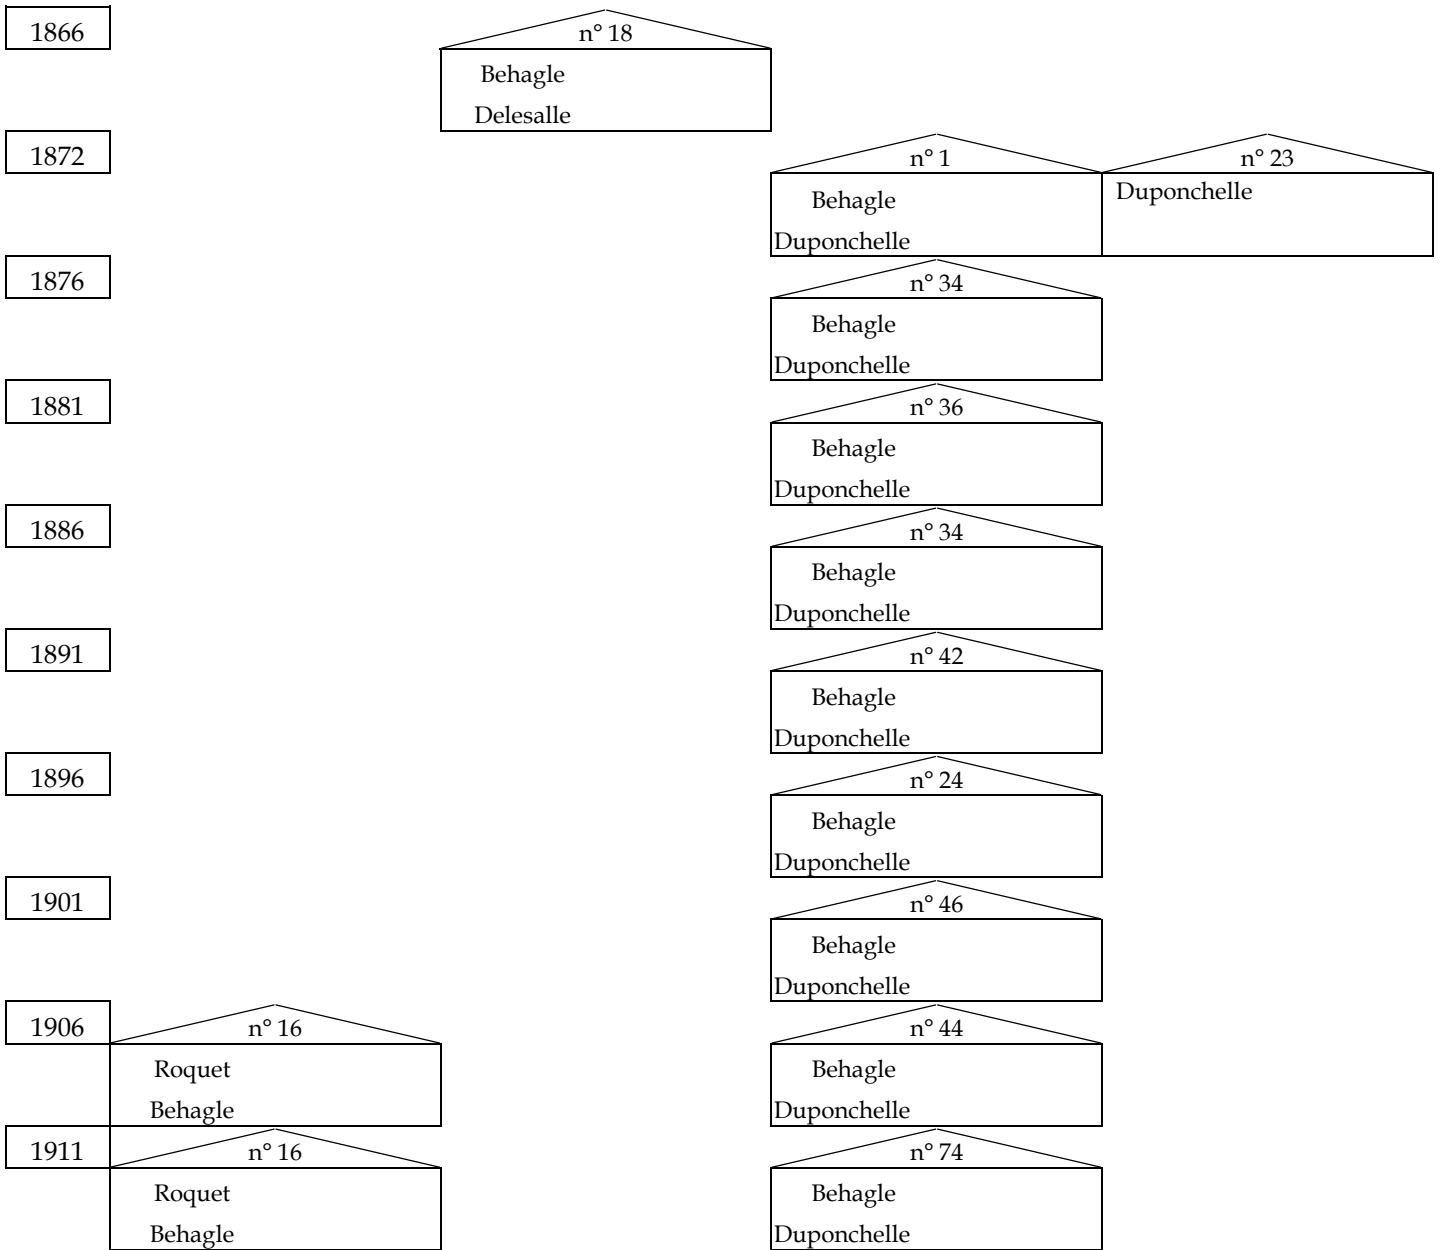 1866
n° 18
Behagle
Delesalle
1872
n° 1
n° 23
Behagle
Duponchelle
Duponchelle
1876
n° 34
Behagle
Duponchelle
1881
n° 36
Behagle
Duponchelle
1886
n° 34
Behagle
Duponchelle
1891
n° 42
Behagle
Duponchelle
1896
n° 24
Behagle
Duponchelle
1901
n° 46
Behagle
Duponchelle
1906
n° 16
n° 44
Roquet
Behagle
Behagle
Duponchelle
1911
n° 16
n° 74
Roquet
Behagle
Behagle
Duponchelle